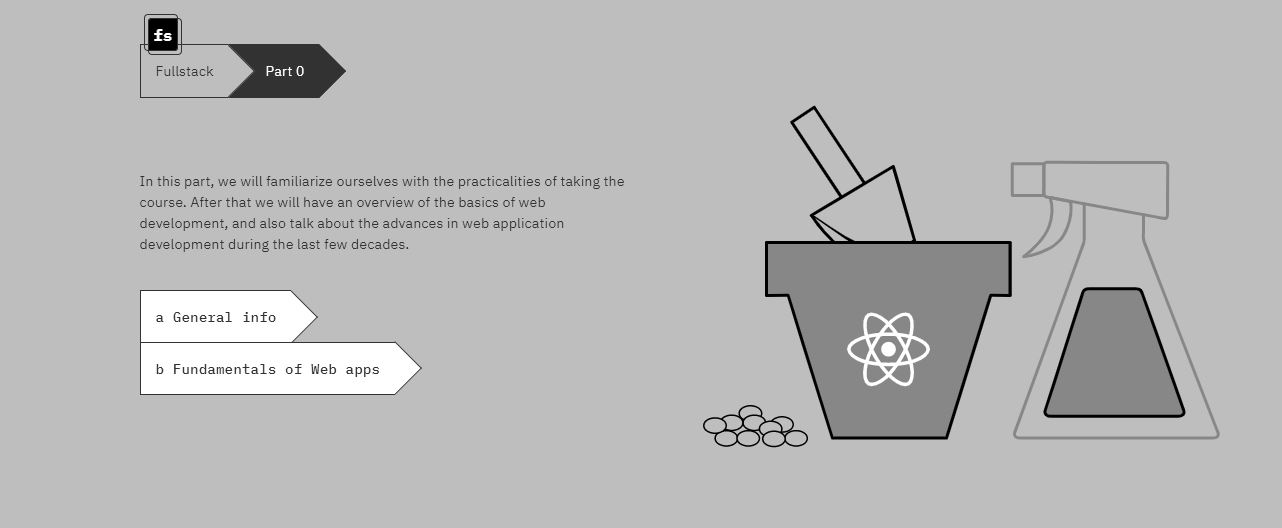 fs
Fullstack
Part 0
In this part, we will familiarize ourselves with the practicalities of taking the
course. After that we will have an overview of the basics of web
development, and also talk about the advances in web application
development during the last few decades.
a General info
b Fundamentals of Web apps